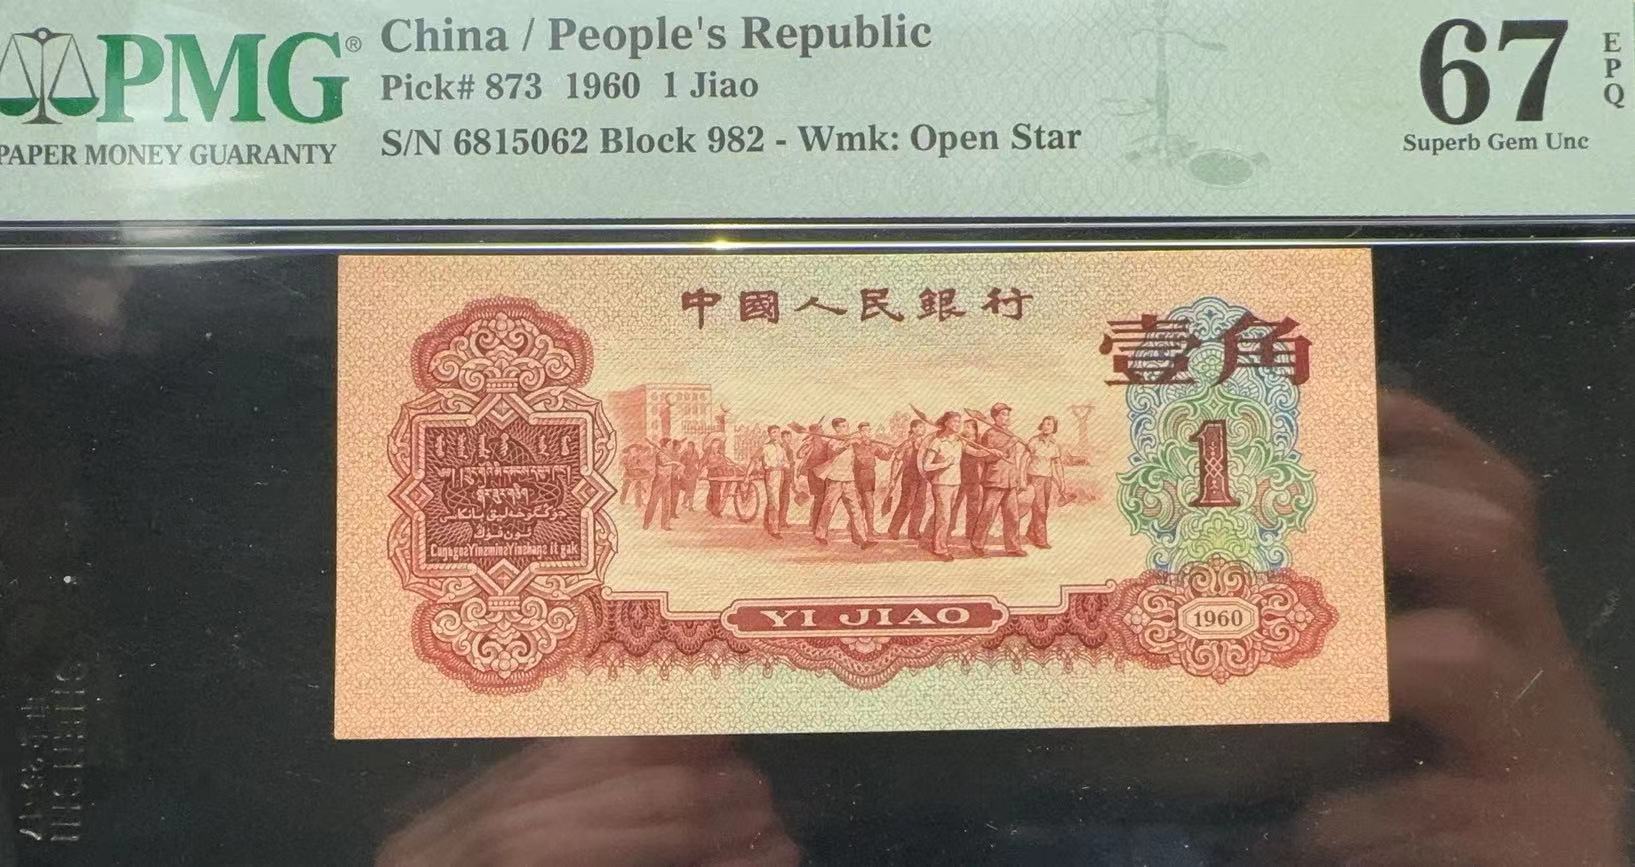 PMG®
PAPER MONEY GUARANTY
China / People's Republic
Pick# 873 1960 1 Jiao
S/N 6815062 Block 982 - Wmk: Open Star
67
EPQ
Superb Gem Unc
中國人民銀行
壹角
1
YI JIAO
1960